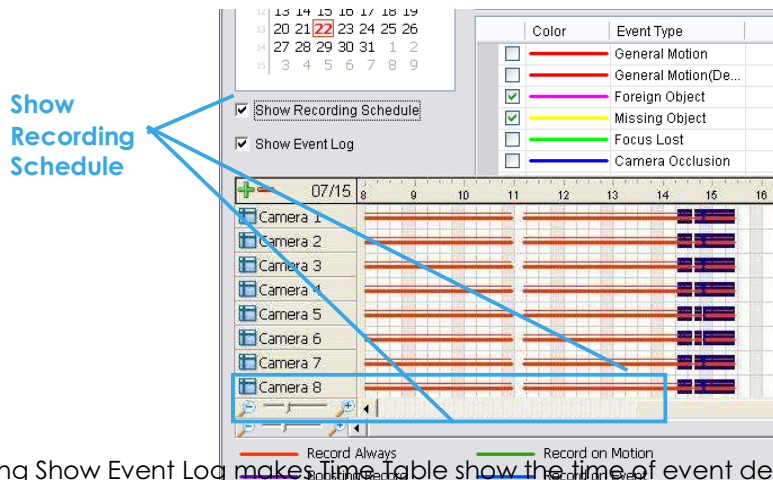 12 13 14 15 16 17 18 19
13 20 21 22 23 24 25 26
14 27 28 29 30 31 1 2
15 3 4 5 6 7 8 9
Show
Recording
Schedule
Show Recording Schedule
Show Event Log
Color Event Type
General Motion
General Motion(De...
Foreign Object
Missing Object
Focus Lost
Camera Occlusion
07/15 8 9 10 11 12 13 14 15 16
Camera 1
Camera 2
Camera 3
Camera 4
Camera 5
Camera 6
Camera 7
Camera 8
Record Always Record on Motion
ng Show Event Log makes Time Table show the time of event de
Boosting Record Record on Event